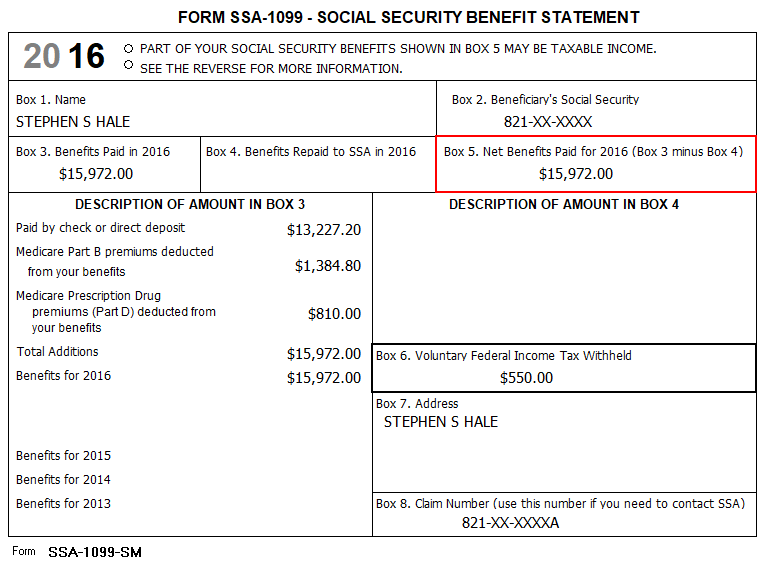 FORM SSA-1099 - SOCIAL SECURITY BENEFIT STATEMENT
2016
PART OF YOUR SOCIAL SECURITY BENEFITS SHOWN IN BOX 5 MAY BE TAXABLE INCOME.
SEE THE REVERSE FOR MORE INFORMATION.
Box 1. Name
STEPHEN S HALE
Box 2. Beneficiary's Social Security
821-XX-XXXX
Box 3. Benefits Paid in 2016
$15,972.00
Box 4. Benefits Repaid to SSA in 2016
Box 5. Net Benefits Paid for 2016 (Box 3 minus Box 4)
$15,972.00
DESCRIPTION OF AMOUNT IN BOX 3
Paid by check or direct deposit $13,227.20
Medicare Part B premiums deducted
from your benefits $1,384.80
Medicare Prescription Drug
premiums (Part D) deducted from $810.00
your benefits
Total Additions $15,972.00
Benefits for 2016 $15,972.00
Benefits for 2015
Benefits for 2014
Benefits for 2013
DESCRIPTION OF AMOUNT IN BOX 4
Box 6. Voluntary Federal Income Tax Withheld
$550.00
Box 7. Address
STEPHEN S HALE
Box 8. Claim Number (use this number if you need to contact SSA)
821-XX-XXXXA
Form SSA-1099-SM